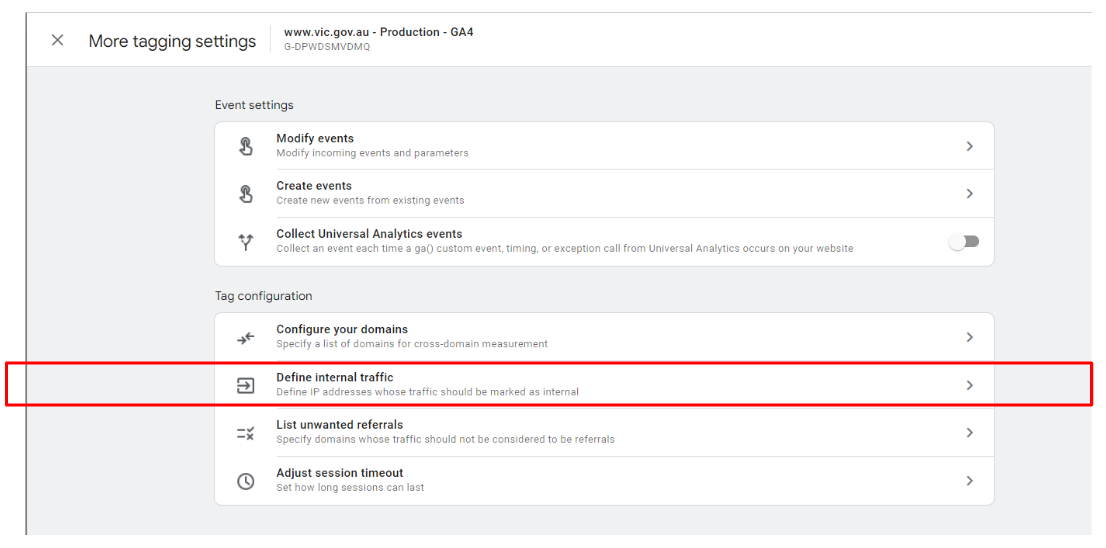 More tagging settings
www.vic.gov.au - Production - GA4
G-DPWDSMVDMQ
Event settings
Modify events
Modify incoming events and parameters
Create events
Create new events from existing events
Collect Universal Analytics events
Collect an event each time a ga() custom event, timing, or exception call from Universal Analytics occurs on your website
Tag configuration
Configure your domains
Specify a list of domains for cross-domain measurement
Define internal traffic
Define IP addresses whose traffic should be marked as internal
List unwanted referrals
Specify domains whose traffic should not be considered to be referrals
Adjust session timeout
Set how long sessions can last